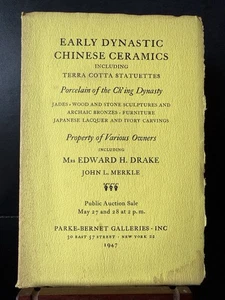 EARLY DYNASTIC
CHINESE CERAMICS
INCLUDING
TERRA COTTA STATUETTES
Porcelain of the Ch'ing Dynasty
JADES · WOOD AND STONE SCULPTURES AND
ARCHAIC BRONZES · FURNITURE
JAPANESE LACQUER AND IVORY CARVINGS
Property of Various Owners
INCLUDING
MRS EDWARD H. DRAKE
JOHN L. MERKLE
Public Auction Sale
May 27 and 28 at 2 p.m.
PARKE-BERNET GALLERIES · INC
30 EAST 57 STREET · NEW YORK 22
1947